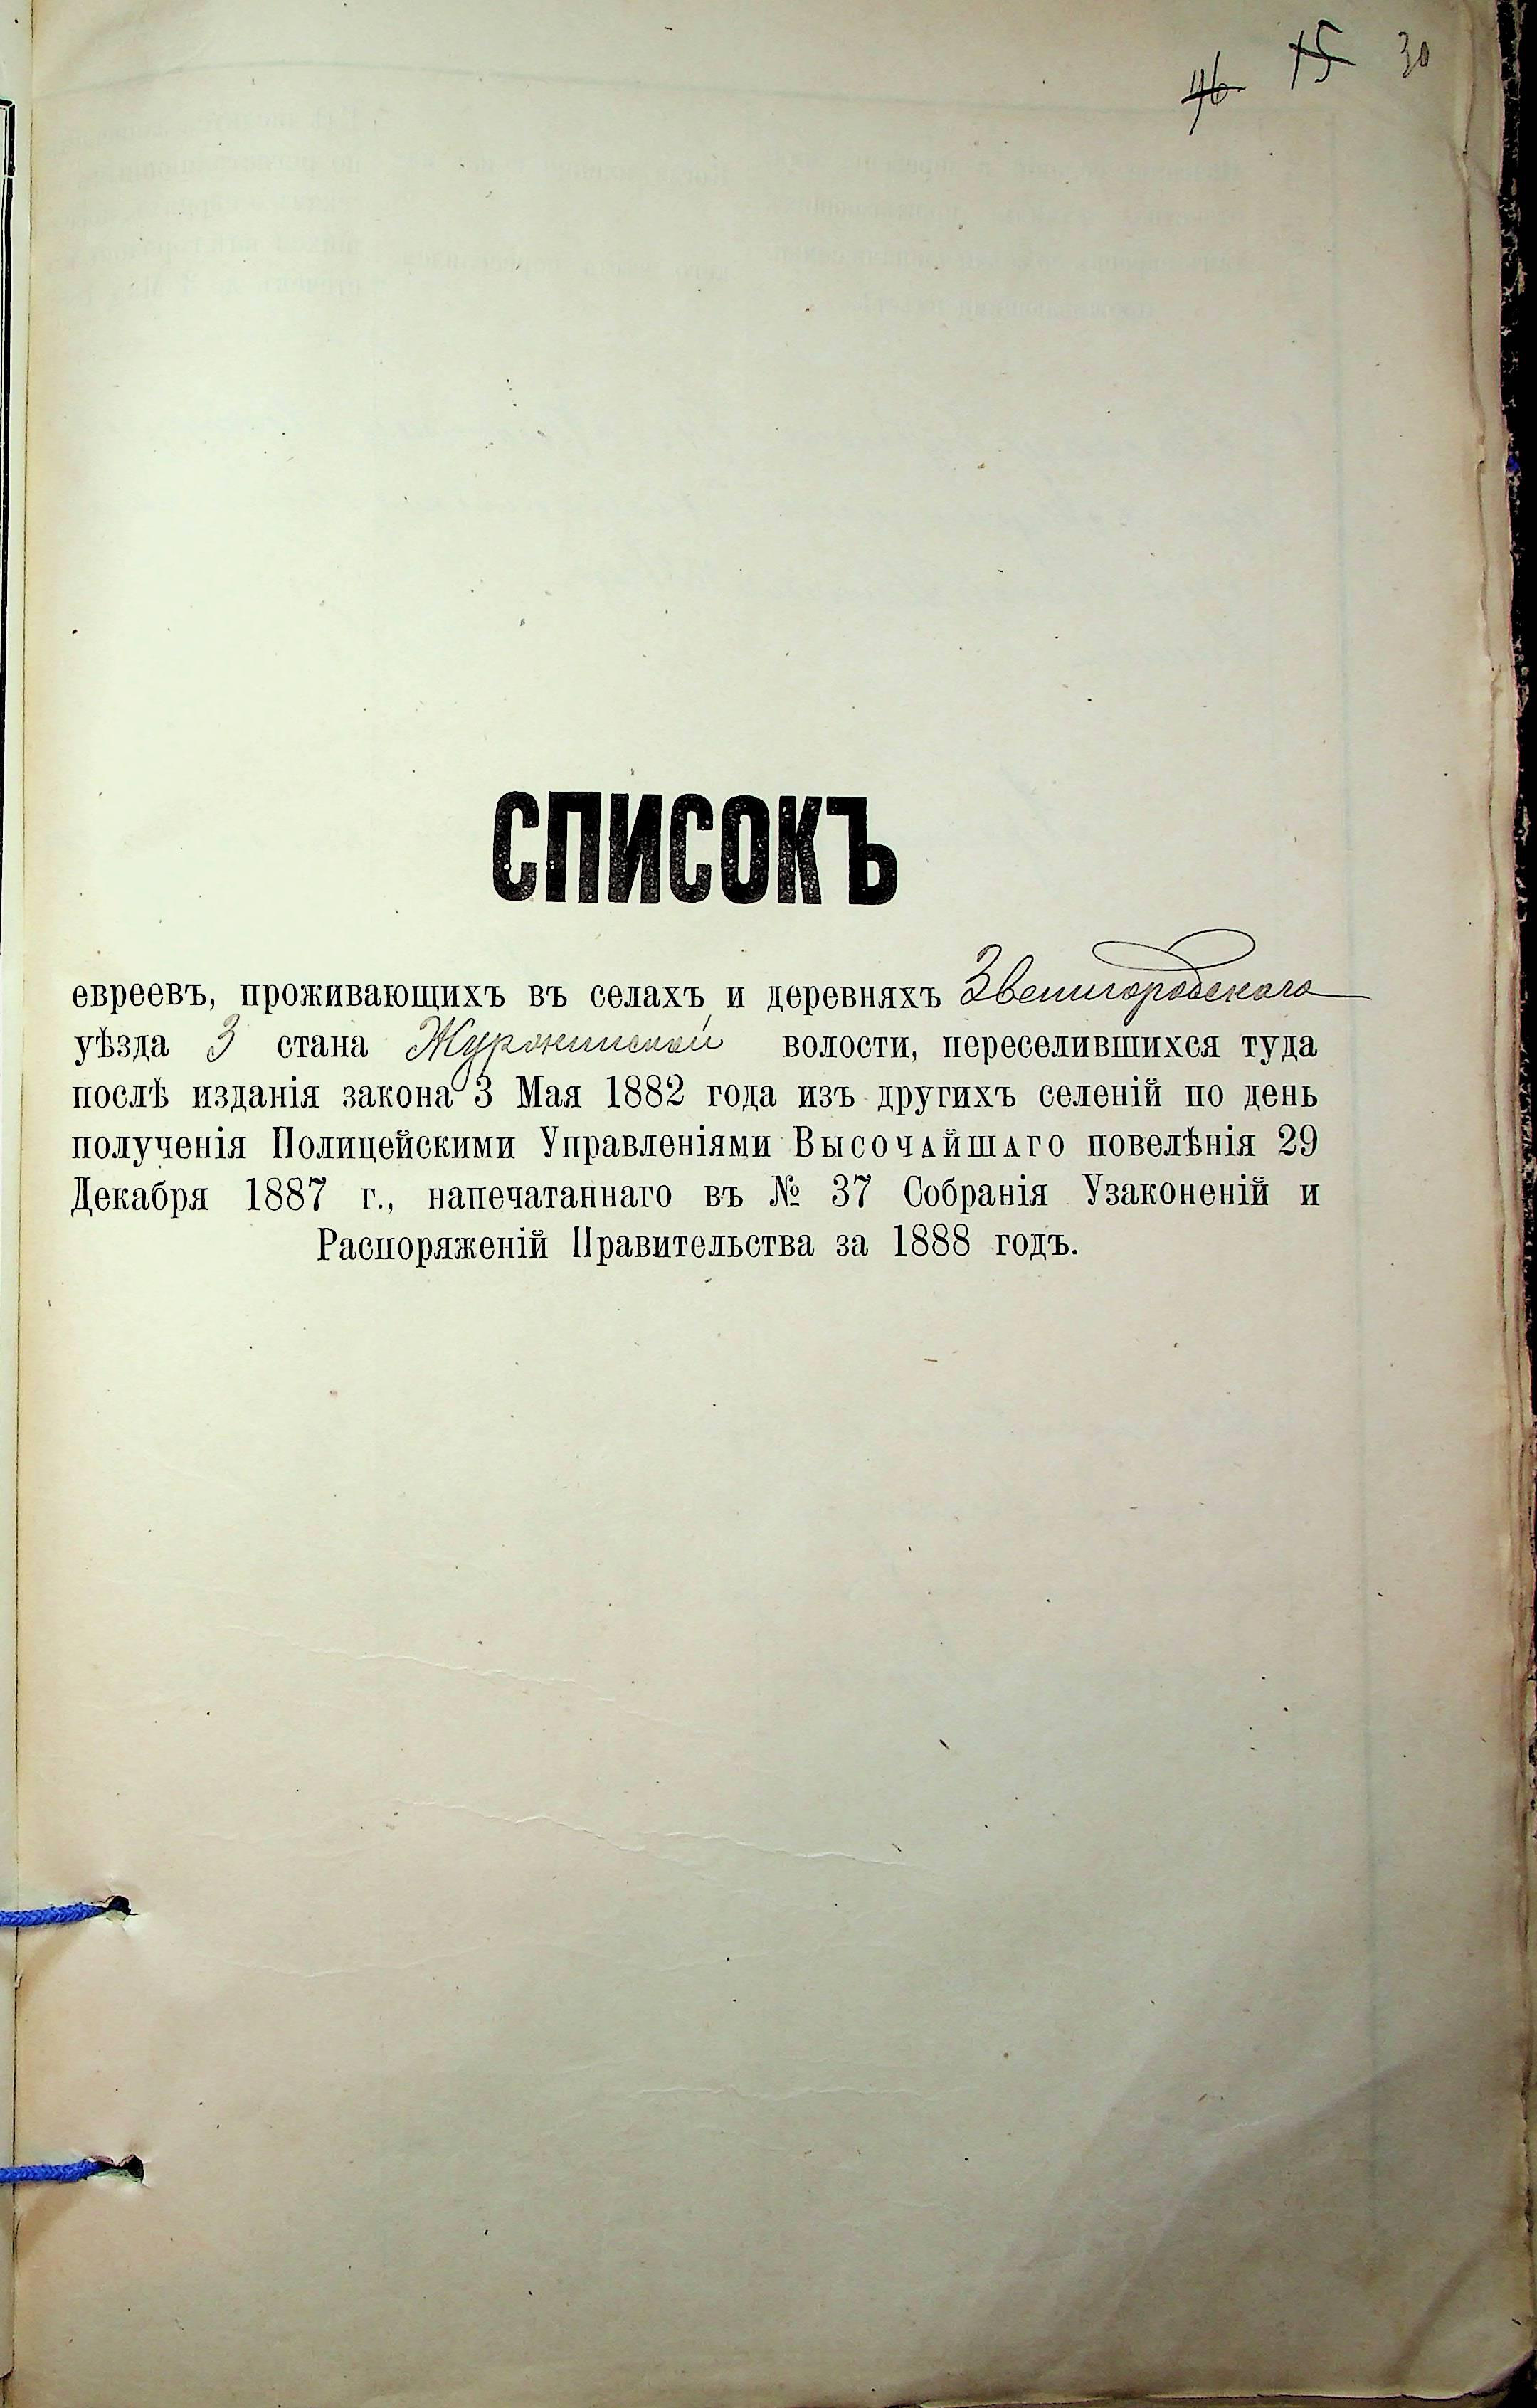 46 15 30
СПИСОКЪ
евреевъ, проживающихъ въ селахъ и деревняхъ Звенигородскаго
уѣзда 3 стана Журжинской волости, переселившихся туда
послѣ изданія закона 3 Мая 1882 года изъ другихъ селеній по день
полученія Полицейскими Управленіями Высочайшаго повелѣнія 29
Декабря 1887 г., напечатаннаго въ № 37 Собранія Узаконеній и
Распоряженій Правительства за 1888 годъ.